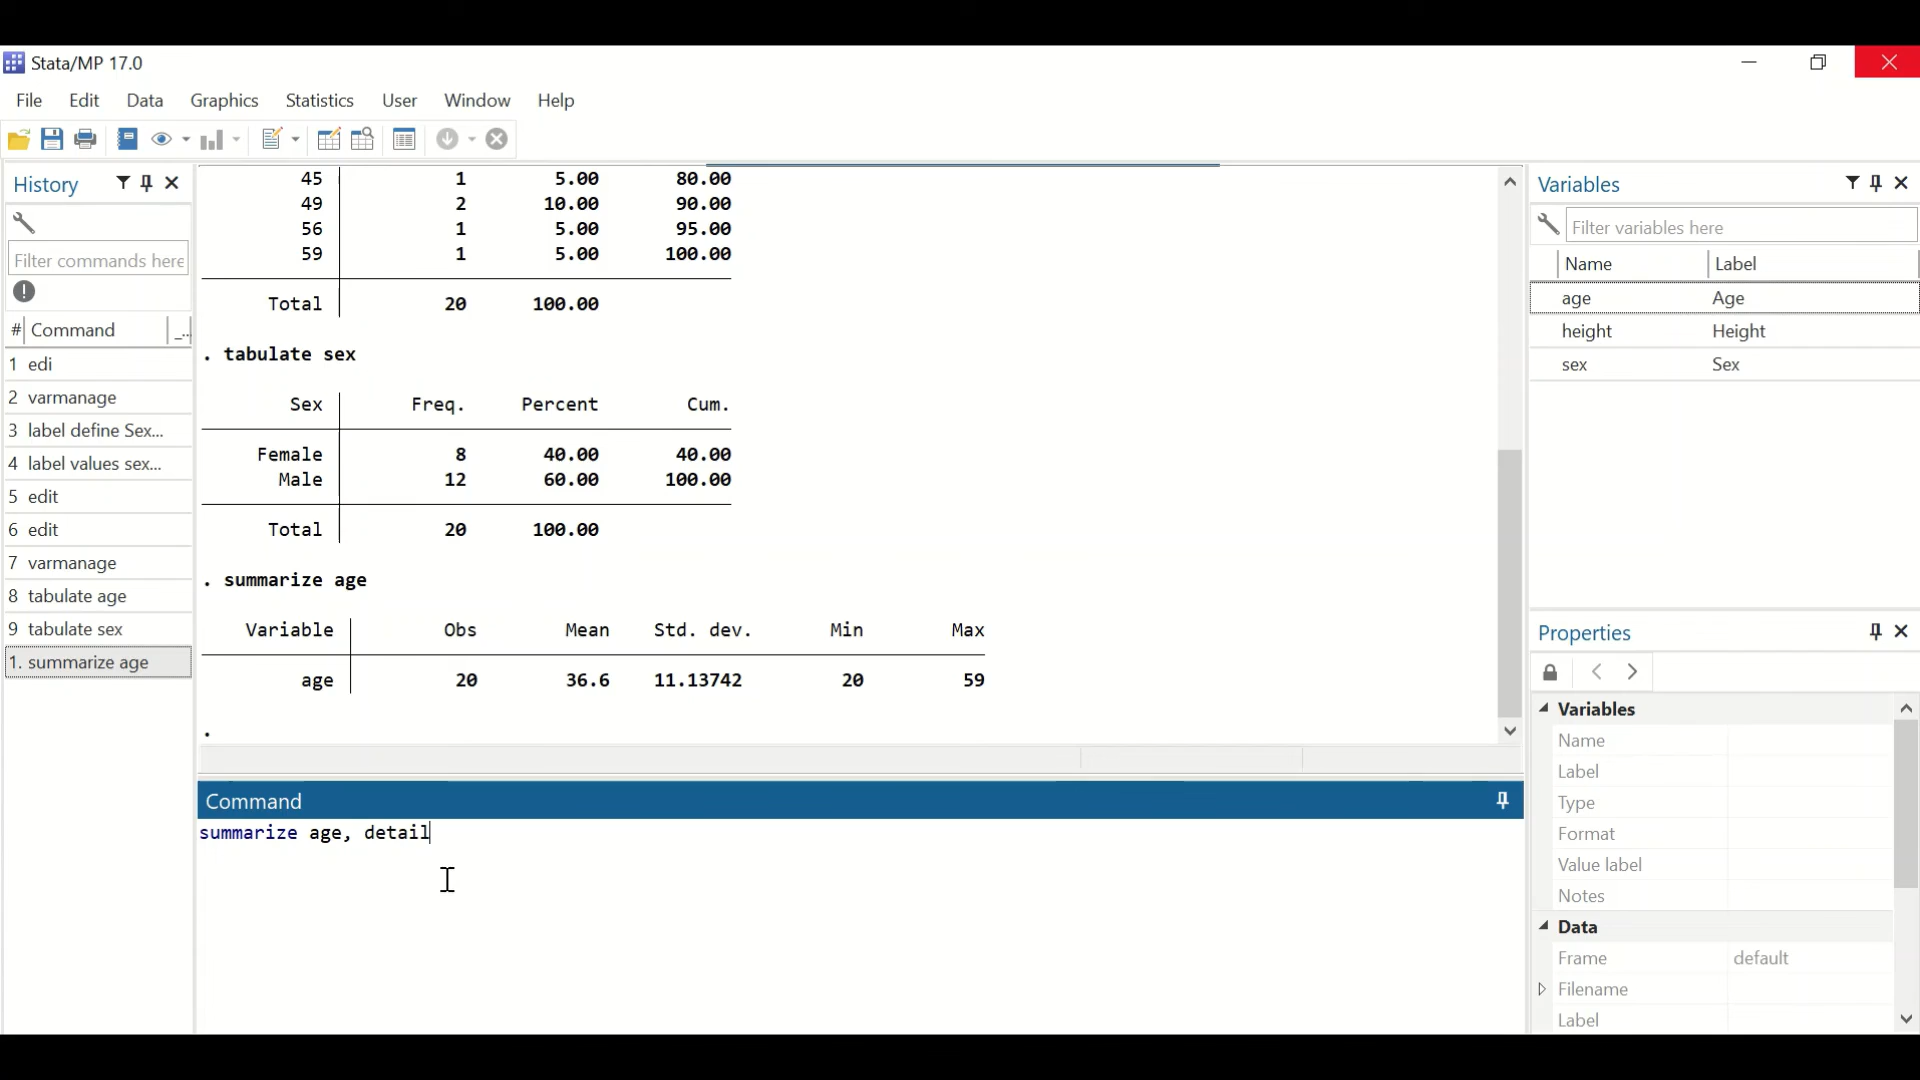 Stata/MP 17.0
File Edit Data Graphics Statistics User Window Help
History
Filter commands here
# Command _..
1 edi
2 varmanage
3 label define Sex...
4 label values sex...
5 edit
6 edit
7 varmanage
8 tabulate age
9 tabulate sex
1. summarize age
45 1 5.00 80.00
49 2 10.00 90.00
56 1 5.00 95.00
59 1 5.00 100.00
Total 20 100.00
. tabulate sex
Sex Freq. Percent Cum.
Female 8 40.00 40.00
Male 12 60.00 100.00
Total 20 100.00
. summarize age
Variable Obs Mean Std. dev. Min Max
age 20 36.6 11.13742 20 59
.
Command
summarize age, detail
Variables
Filter variables here
Name Label
age Age
height Height
sex Sex
Properties
Variables
Name
Label
Type
Format
Value label
Notes
Data
Frame default
Filename
Label